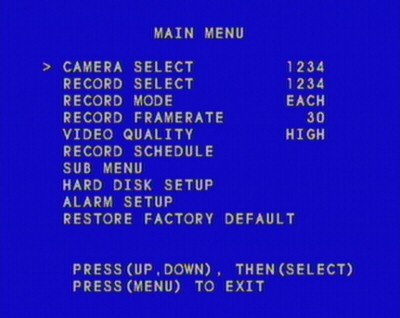 MAIN MENU
> CAMERA SELECT 1234
RECORD SELECT 1234
RECORD MODE EACH
RECORD FRAMERATE 30
VIDEO QUALITY HIGH
RECORD SCHEDULE
SUB MENU
HARD DISK SETUP
ALARM SETUP
RESTORE FACTORY DEFAULT
PRESS(UP,DOWN), THEN(SELECT)
PRESS(MENU) TO EXIT